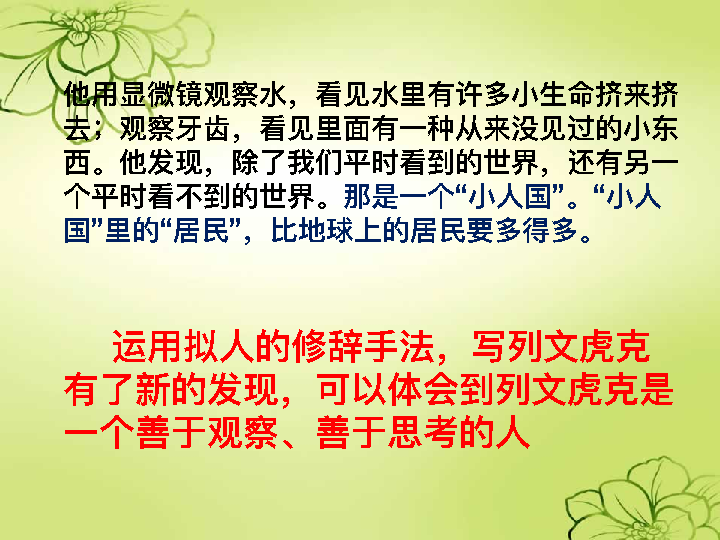 他用显微镜观察水，看见水里有许多小生命挤来挤
去；观察牙齿，看见里面有一种从来没见过的小东
西。他发现，除了我们平时看到的世界，还有另一
个平时看不到的世界。那是一个“小人国”。“小人
国”里的“居民”，比地球上的居民要多得多。
运用拟人的修辞手法，写列文虎克
有了新的发现，可以体会到列文虎克是
一个善于观察、善于思考的人